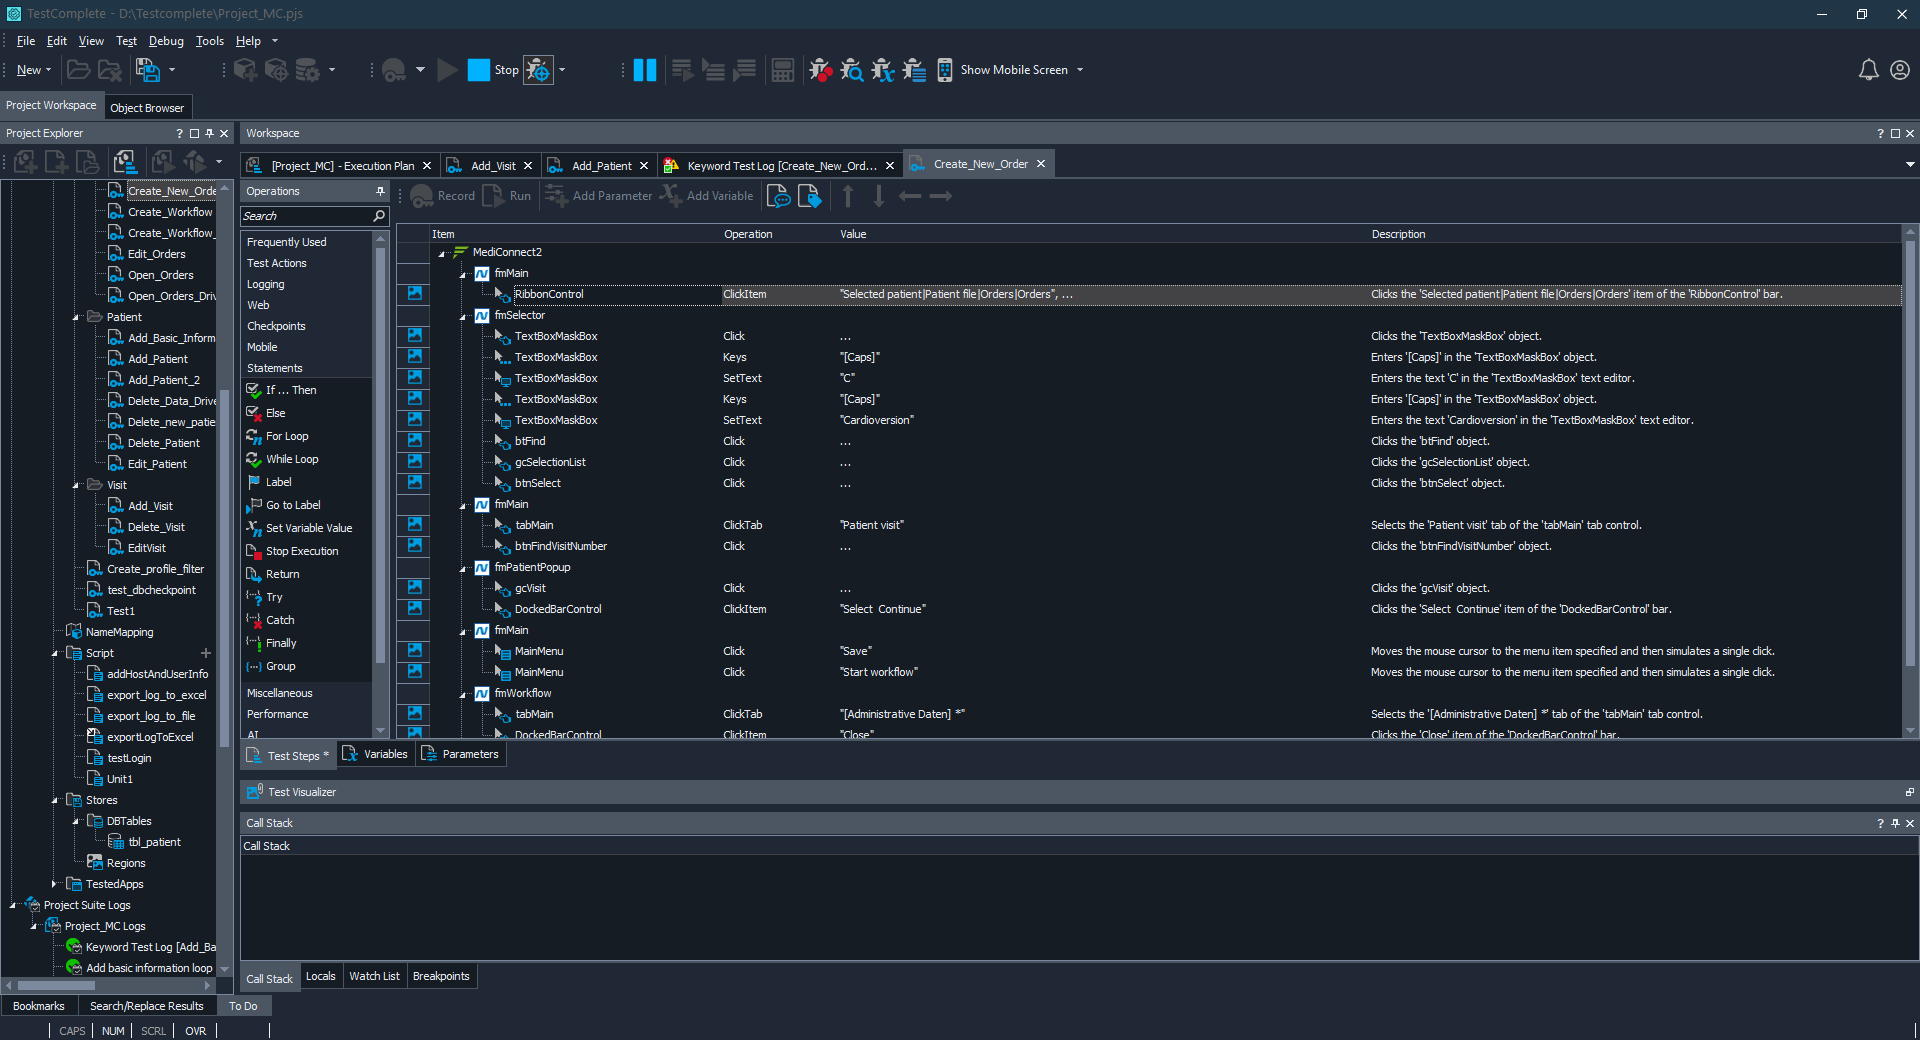 TestComplete - D:\Testcomplete\Project_MC.pjs
File Edit View Test Debug Tools Help
New Stop Show Mobile Screen
Project Workspace Object Browser
Project Explorer
Workspace
[Project_MC] - Execution Plan Add_Visit Add_Patient Keyword Test Log [Create_New_Ord... Create_New_Order
Create_New_Orde
Create_Workflow
Create_Workflow_
Edit_Orders
Open_Orders
Open_Orders_Driv
Patient
Add_Basic_Inform
Add_Patient
Add_Patient_2
Delete_Data_Drive
Delete_new_patie
Delete_Patient
Edit_Patient
Visit
Add_Visit
Delete_Visit
EditVisit
Create_profile_filter
test_dbcheckpoint
Test1
NameMapping
Script
addHostAndUserInfo
export_log_to_excel
export_log_to_file
exportLogToExcel
testLogin
Unit1
Stores
DBTables
tbl_patient
Regions
TestedApps
Project Suite Logs
Project_MC Logs
Keyword Test Log [Add_Ba
Add basic information loop
Operations
Search
Frequently Used
Test Actions
Logging
Web
Checkpoints
Mobile
Statements
If ... Then
Else
For Loop
While Loop
Label
Go to Label
Set Variable Value
Stop Execution
Return
Try
Catch
Finally
Group
Miscellaneous
Performance
AI
Record Run Add Parameter Add Variable
Item Operation Value Description
MediConnect2
fmMain
RibbonControl ClickItem "Selected patient|Patient file|Orders|Orders", ... Clicks the 'Selected patient|Patient file|Orders|Orders' item of the 'RibbonControl' bar.
fmSelector
TextBoxMaskBox Click ... Clicks the 'TextBoxMaskBox' object.
TextBoxMaskBox Keys "[Caps]" Enters '[Caps]' in the 'TextBoxMaskBox' object.
TextBoxMaskBox SetText "C" Enters the text 'C' in the 'TextBoxMaskBox' text editor.
TextBoxMaskBox Keys "[Caps]" Enters '[Caps]' in the 'TextBoxMaskBox' object.
TextBoxMaskBox SetText "Cardioversion" Enters the text 'Cardioversion' in the 'TextBoxMaskBox' text editor.
btFind Click ... Clicks the 'btFind' object.
gcSelectionList Click ... Clicks the 'gcSelectionList' object.
btnSelect Click ... Clicks the 'btnSelect' object.
fmMain
tabMain ClickTab "Patient visit" Selects the 'Patient visit' tab of the 'tabMain' tab control.
btnFindVisitNumber Click ... Clicks the 'btnFindVisitNumber' object.
fmPatientPopup
gcVisit Click ... Clicks the 'gcVisit' object.
DockedBarControl ClickItem "Select  Continue" Clicks the 'Select  Continue' item of the 'DockedBarControl' bar.
fmMain
MainMenu Click "Save" Moves the mouse cursor to the menu item specified and then simulates a single click.
MainMenu Click "Start workflow" Moves the mouse cursor to the menu item specified and then simulates a single click.
fmWorkflow
tabMain ClickTab "[Administrative Daten] *" Selects the '[Administrative Daten] *' tab of the 'tabMain' tab control.
DockedBarControl ClickItem "Close" Clicks the 'Close' item of the 'DockedBarControl' bar.
Test Steps * Variables Parameters
Test Visualizer
Call Stack
Call Stack
Call Stack Locals Watch List Breakpoints
Bookmarks Search/Replace Results To Do
CAPS NUM SCRL OVR